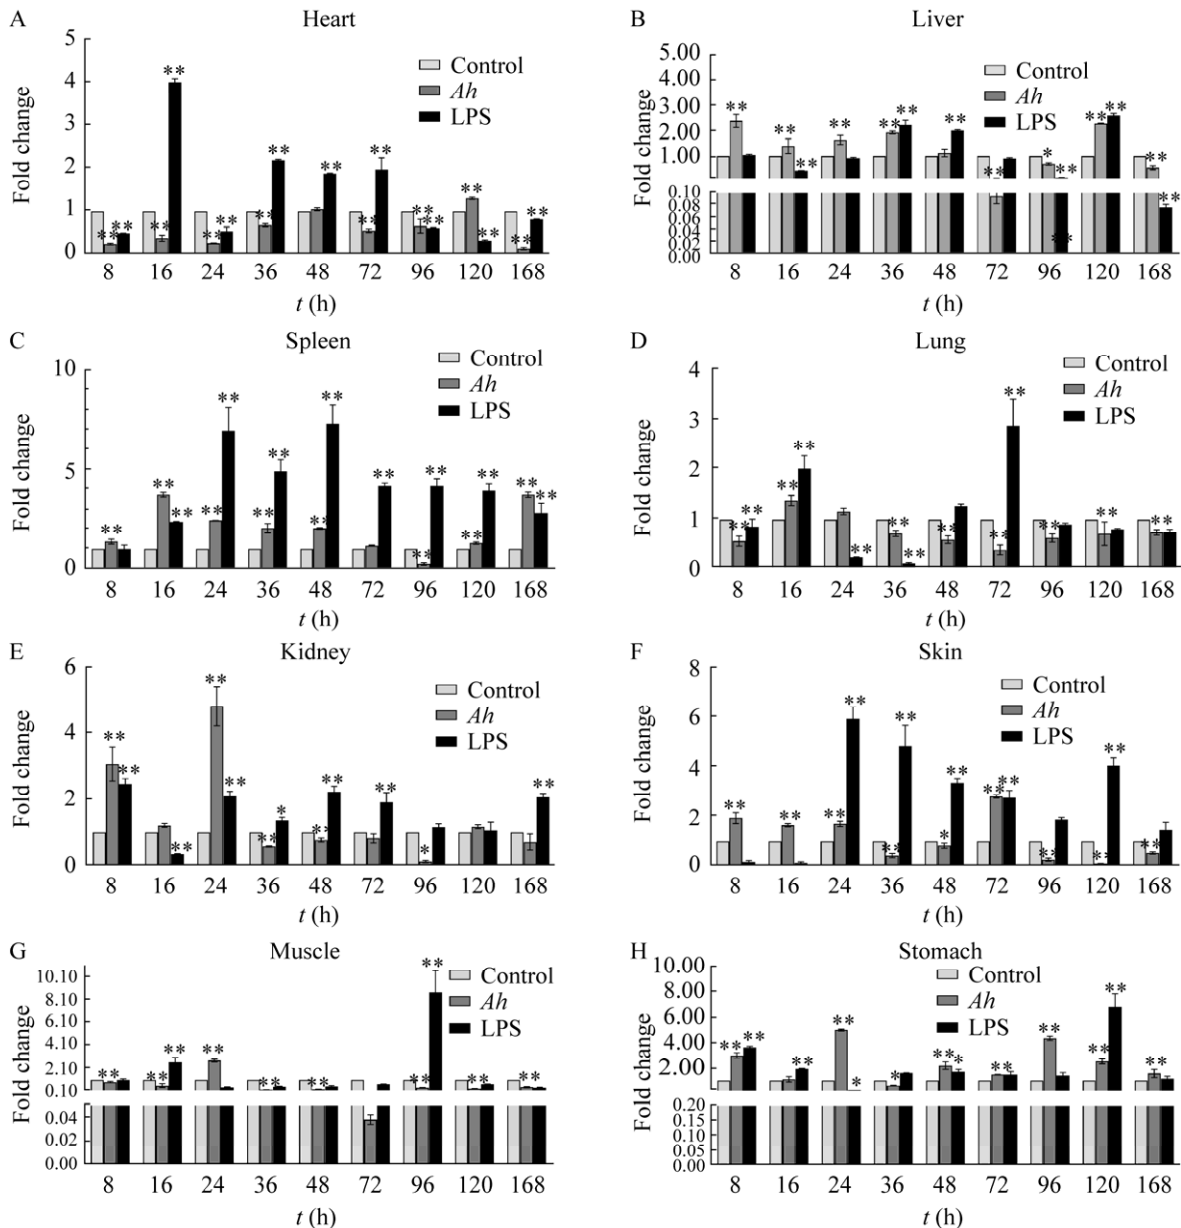 A Heart
5
4
3
2
1
0
Fold change
** ** ** ** ** ** ** ** ** ** ** ** ** ** ** **
Control
Ah
LPS
8 16 24 36 48 72 96 120 168
t (h)
B Liver
5.00
4.00
3.00
2.00
1.00
0.10
0.08
0.06
0.04
0.02
0.00
Fold change
** ** ** ** ** ** ** ** * ** ** ** ** ** **
Control
Ah
LPS
8 16 24 36 48 72 96 120 168
t (h)
C Spleen
10
5
0
Fold change
** ** ** ** ** ** ** ** ** ** ** ** ** ** ** **
Control
Ah
LPS
8 16 24 36 48 72 96 120 168
t (h)
D Lung
4
3
2
1
0
Fold change
** ** ** ** ** ** ** ** ** ** ** ** **
Control
Ah
LPS
8 16 24 36 48 72 96 120 168
t (h)
E Kidney
6
4
2
0
Fold change
** ** ** ** ** ** * ** ** ** * **
Control
Ah
LPS
8 16 24 36 48 72 96 120 168
t (h)
F Skin
8
6
4
2
0
Fold change
** ** ** ** ** ** * ** ** ** ** ** ** **
Control
Ah
LPS
8 16 24 36 48 72 96 120 168
t (h)
G Muscle
10.10
8.10
6.10
4.10
2.10
0.10
0.04
0.02
0.00
Fold change
** ** ** ** ** ** ** ** ** **
Control
Ah
LPS
8 16 24 36 48 72 96 120 168
t (h)
H Stomach
10.00
8.00
6.00
4.00
2.00
0.20
0.15
0.10
0.05
0.00
Fold change
** ** ** ** * * ** * ** ** ** ** **
Control
Ah
LPS
8 16 24 36 48 72 96 120 168
t (h)